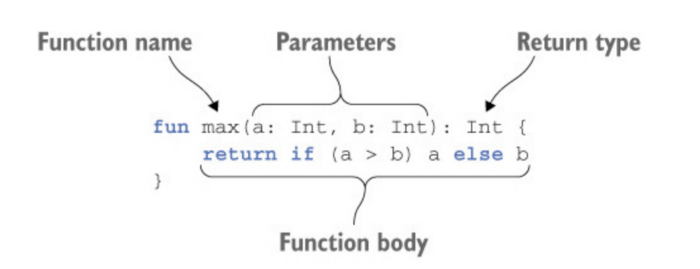 Function name Parameters Return type
fun max(a: Int, b: Int): Int {
return if (a > b) a else b
}
Function body